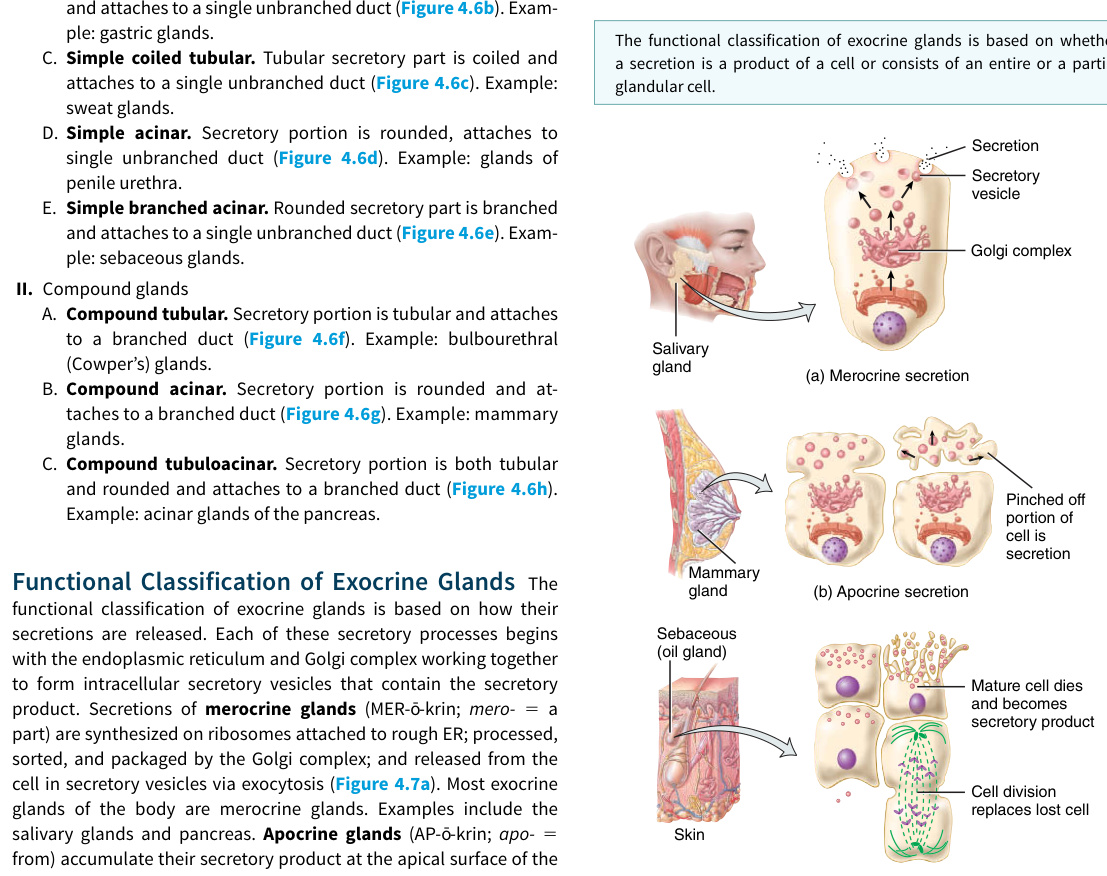 and attaches to a single unbranched duct (Figure 4.6b). Exam-
ple: gastric glands.
C. Simple coiled tubular. Tubular secretory part is coiled and
attaches to a single unbranched duct (Figure 4.6c). Example:
sweat glands.
D. Simple acinar. Secretory portion is rounded, attaches to
single unbranched duct (Figure 4.6d). Example: glands of
penile urethra.
E. Simple branched acinar. Rounded secretory part is branched
and attaches to a single unbranched duct (Figure 4.6e). Exam-
ple: sebaceous glands.
II. Compound glands
A. Compound tubular. Secretory portion is tubular and attaches
to a branched duct (Figure 4.6f). Example: bulbourethral
(Cowper's) glands.
B. Compound acinar. Secretory portion is rounded and at-
taches to a branched duct (Figure 4.6g). Example: mammary
glands.
C. Compound tubuloacinar. Secretory portion is both tubular
and rounded and attaches to a branched duct (Figure 4.6h).
Example: acinar glands of the pancreas.
Functional Classification of Exocrine Glands The
functional classification of exocrine glands is based on how their
secretions are released. Each of these secretory processes begins
with the endoplasmic reticulum and Golgi complex working together
to form intracellular secretory vesicles that contain the secretory
product. Secretions of merocrine glands (MER-ō-krin; mero- = a
part) are synthesized on ribosomes attached to rough ER; processed,
sorted, and packaged by the Golgi complex; and released from the
cell in secretory vesicles via exocytosis (Figure 4.7a). Most exocrine
glands of the body are merocrine glands. Examples include the
salivary glands and pancreas. Apocrine glands (AP-ō-krin; apo- =
from) accumulate their secretory product at the apical surface of the
The functional classification of exocrine glands is based on wheth
a secretion is a product of a cell or consists of an entire or a parti
glandular cell.
Secretion
Secretory
vesicle
Golgi complex
Salivary
gland
(a) Merocrine secretion
Pinched off
portion of
cell is
secretion
Mammary
gland
(b) Apocrine secretion
Sebaceous
(oil gland)
Mature cell dies
and becomes
secretory product
Cell division
replaces lost cell
Skin